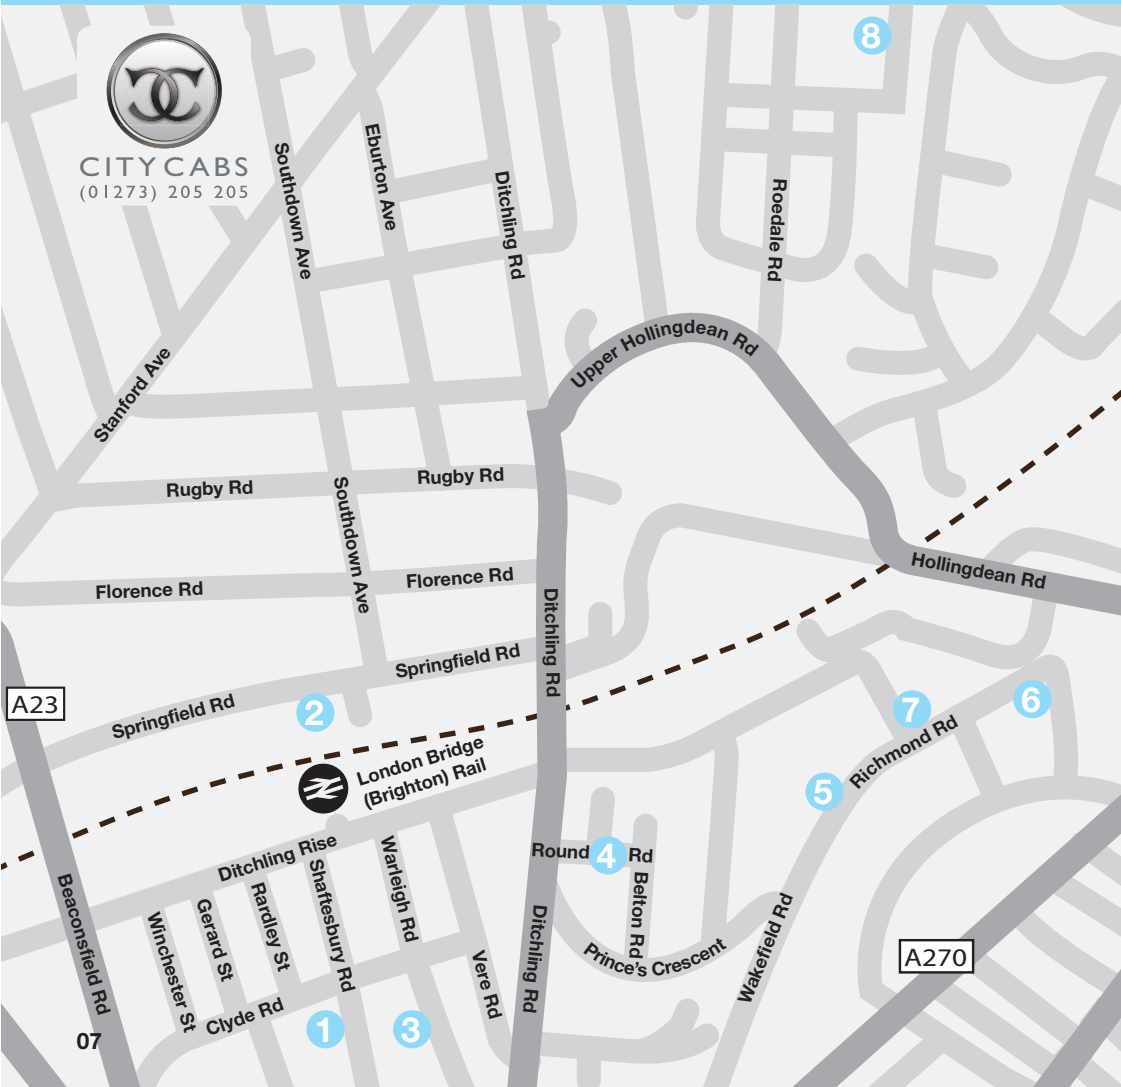 8
CITY CABS
(01273) 205 205
Southdown Ave
Eburton Ave
Ditchling Rd
Roedale Rd
Upper Hollingdean Rd
Stanford Ave
Rugby Rd
Rugby Rd
Southdown Ave
Florence Rd
Florence Rd
Hollingdean Rd
Ditchling Rd
Springfield Rd
Springfield Rd
A23
2
7
6
Richmond Rd
London Bridge
(Brighton) Rail
5
Ditchling Rise
Round
4
Rd
Belton Rd
Beaconsfield Rd
Winchester St
Gerard St
Rardley St
Shaftesbury Rd
Warleigh Rd
Vere Rd
Ditchling Rd
Prince's Crescent
Wakefield Rd
A270
Clyde Rd
1
3
07